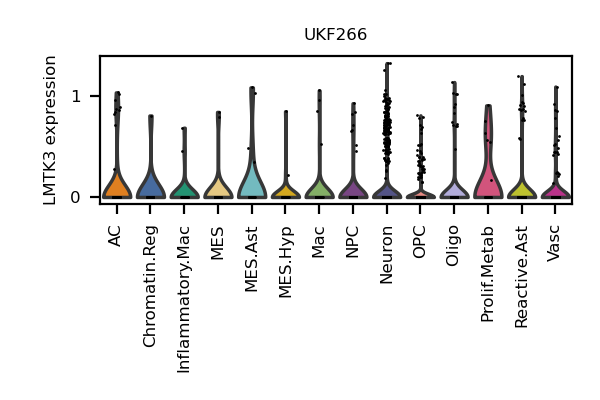 UKF266
LMTK3 expression
1
0
AC
Chromatin.Reg
Inflammatory.Mac
MES
MES.Ast
MES.Hyp
Mac
NPC
Neuron
OPC
Oligo
Prolif.Metab
Reactive.Ast
Vasc